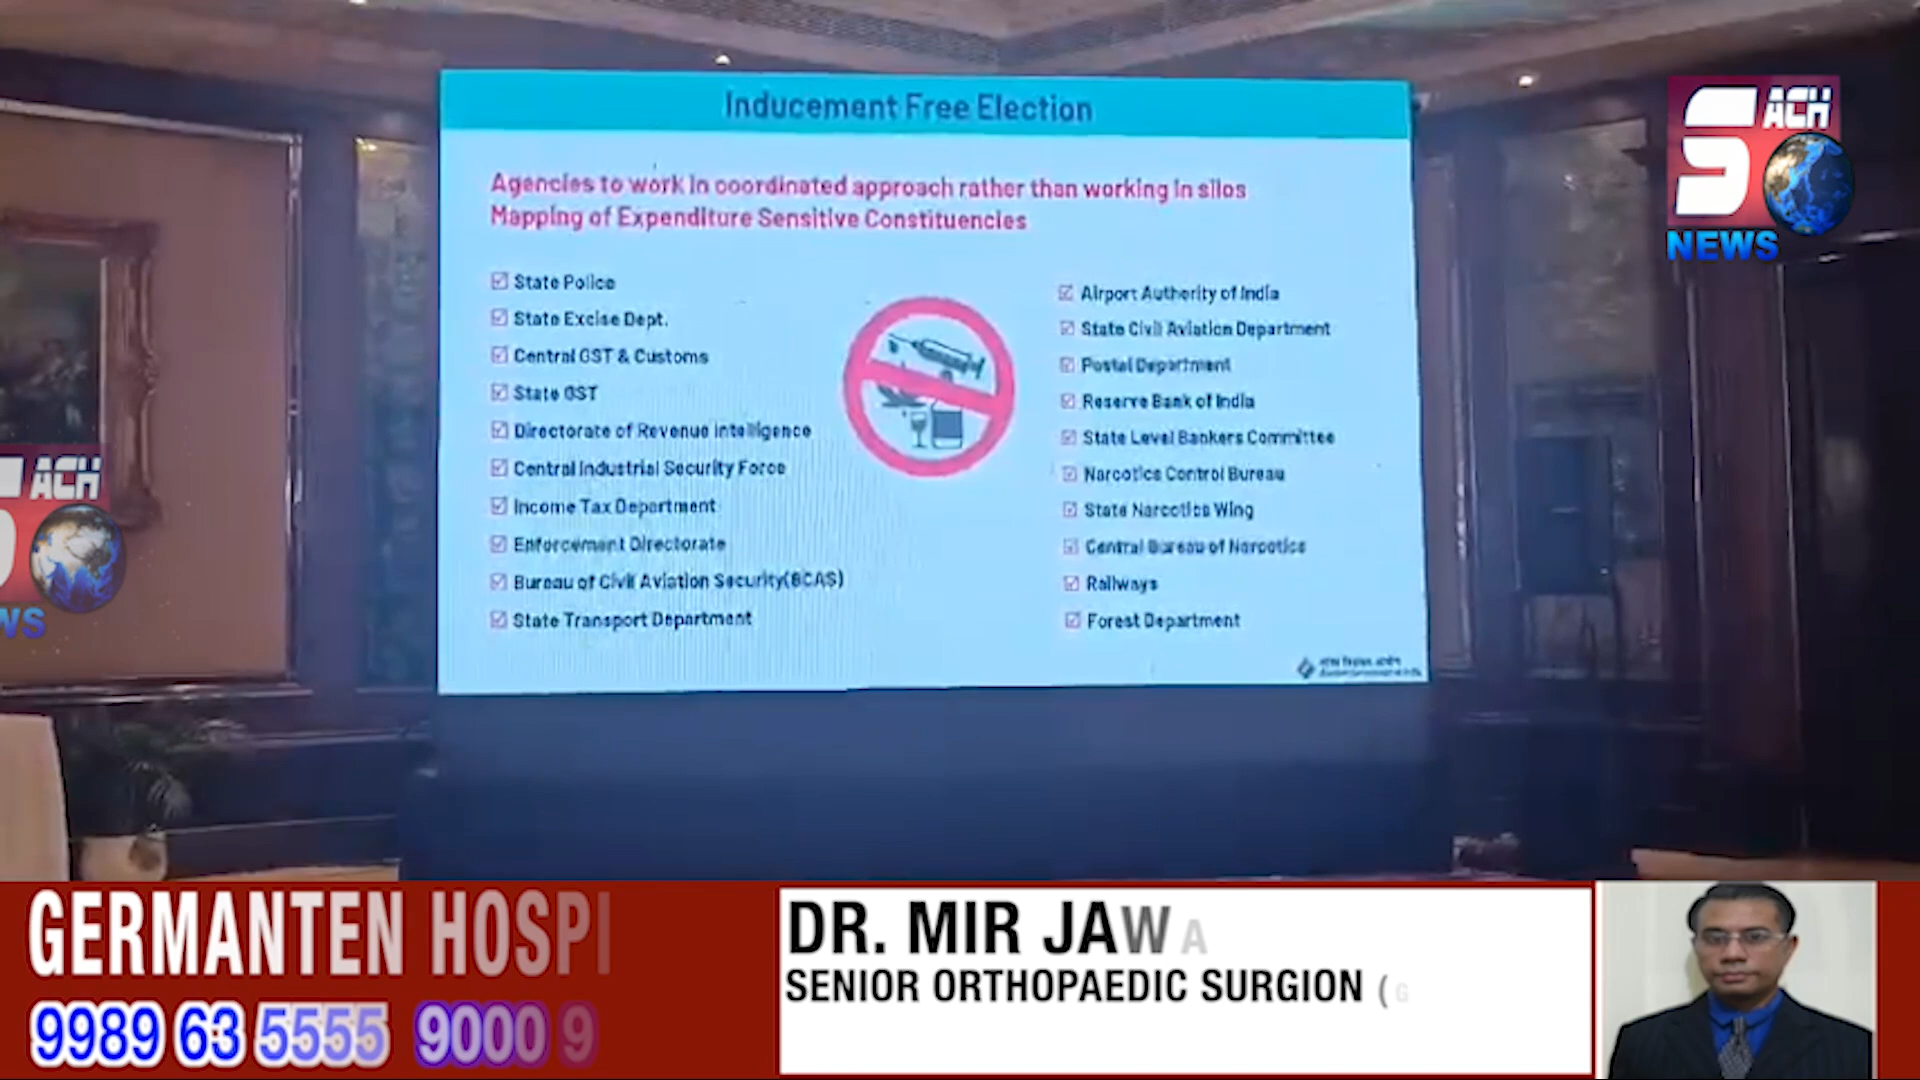 Inducement Free Election
Agencies to work in coordinated approach rather than working in silos
Mapping of Expenditure Sensitive Constituencies
State Police
State Excise Dept.
Central GST & Customs
State GST
Directorate of Revenue Intelligence
Central Industrial Security Force
Income Tax Department
Enforcement Directorate
Bureau of Civil Aviation Security(BCAS)
State Transport Department
Airport Authority of India
State Civil Aviation Department
Postal Department
Reserve Bank of India
State Level Bankers Committee
Narcotics Control Bureau
State Narcotics Wing
Central Bureau of Narcotics
Railways
Forest Department
SACH
NEWS
ACH
WS
GERMANTEN HOSPI
9989 63 5555 9000 9
DR. MIR JAWA
SENIOR ORTHOPAEDIC SURGION ( G